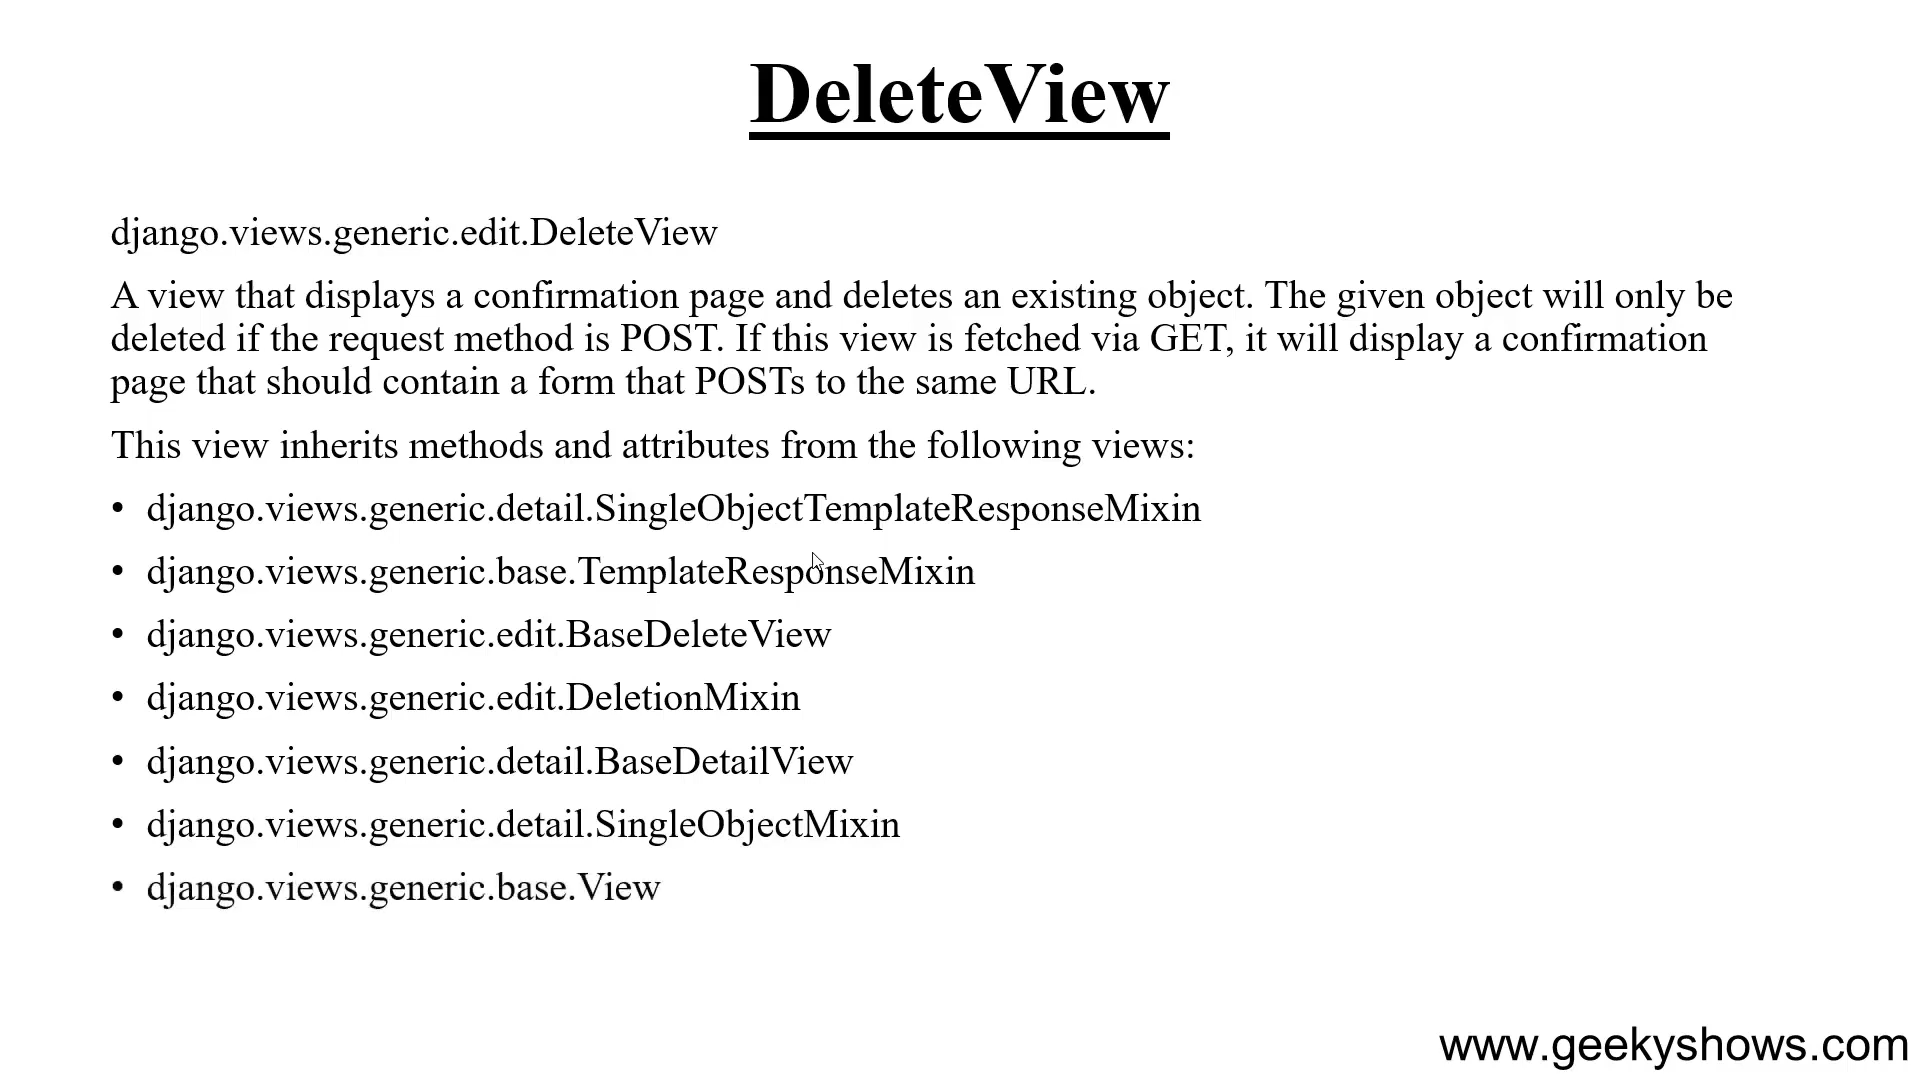 DeleteView
django.views.generic.edit.DeleteView
A view that displays a confirmation page and deletes an existing object. The given object will only be
deleted if the request method is POST. If this view is fetched via GET, it will display a confirmation
page that should contain a form that POSTs to the same URL.
This view inherits methods and attributes from the following views:
• django.views.generic.detail.SingleObjectTemplateResponseMixin
• django.views.generic.base.TemplateResponseMixin
• django.views.generic.edit.BaseDeleteView
• django.views.generic.edit.DeletionMixin
• django.views.generic.detail.BaseDetailView
• django.views.generic.detail.SingleObjectMixin
• django.views.generic.base.View
www.geekyshows.com